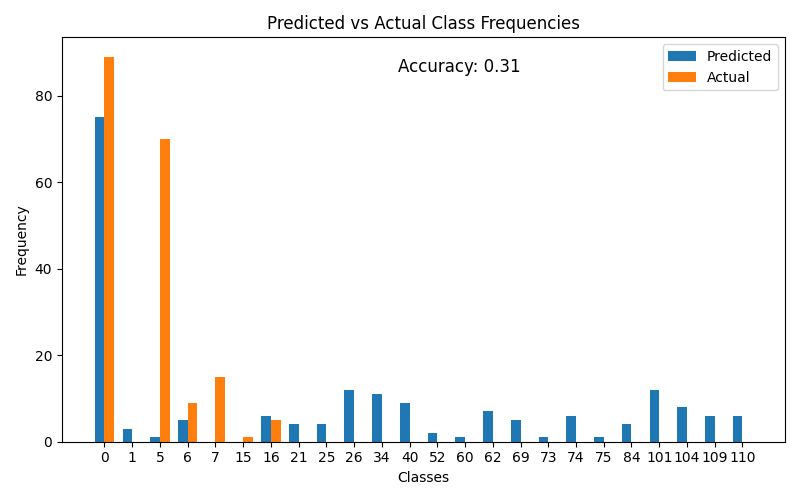 Predicted vs Actual Class Frequencies
Accuracy: 0.31
Predicted
Actual
80
60
40
20
0
Frequency
0 1 5 6 7 15 16 21 25 26 34 40 52 60 62 69 73 74 75 84 101 104 109 110
Classes